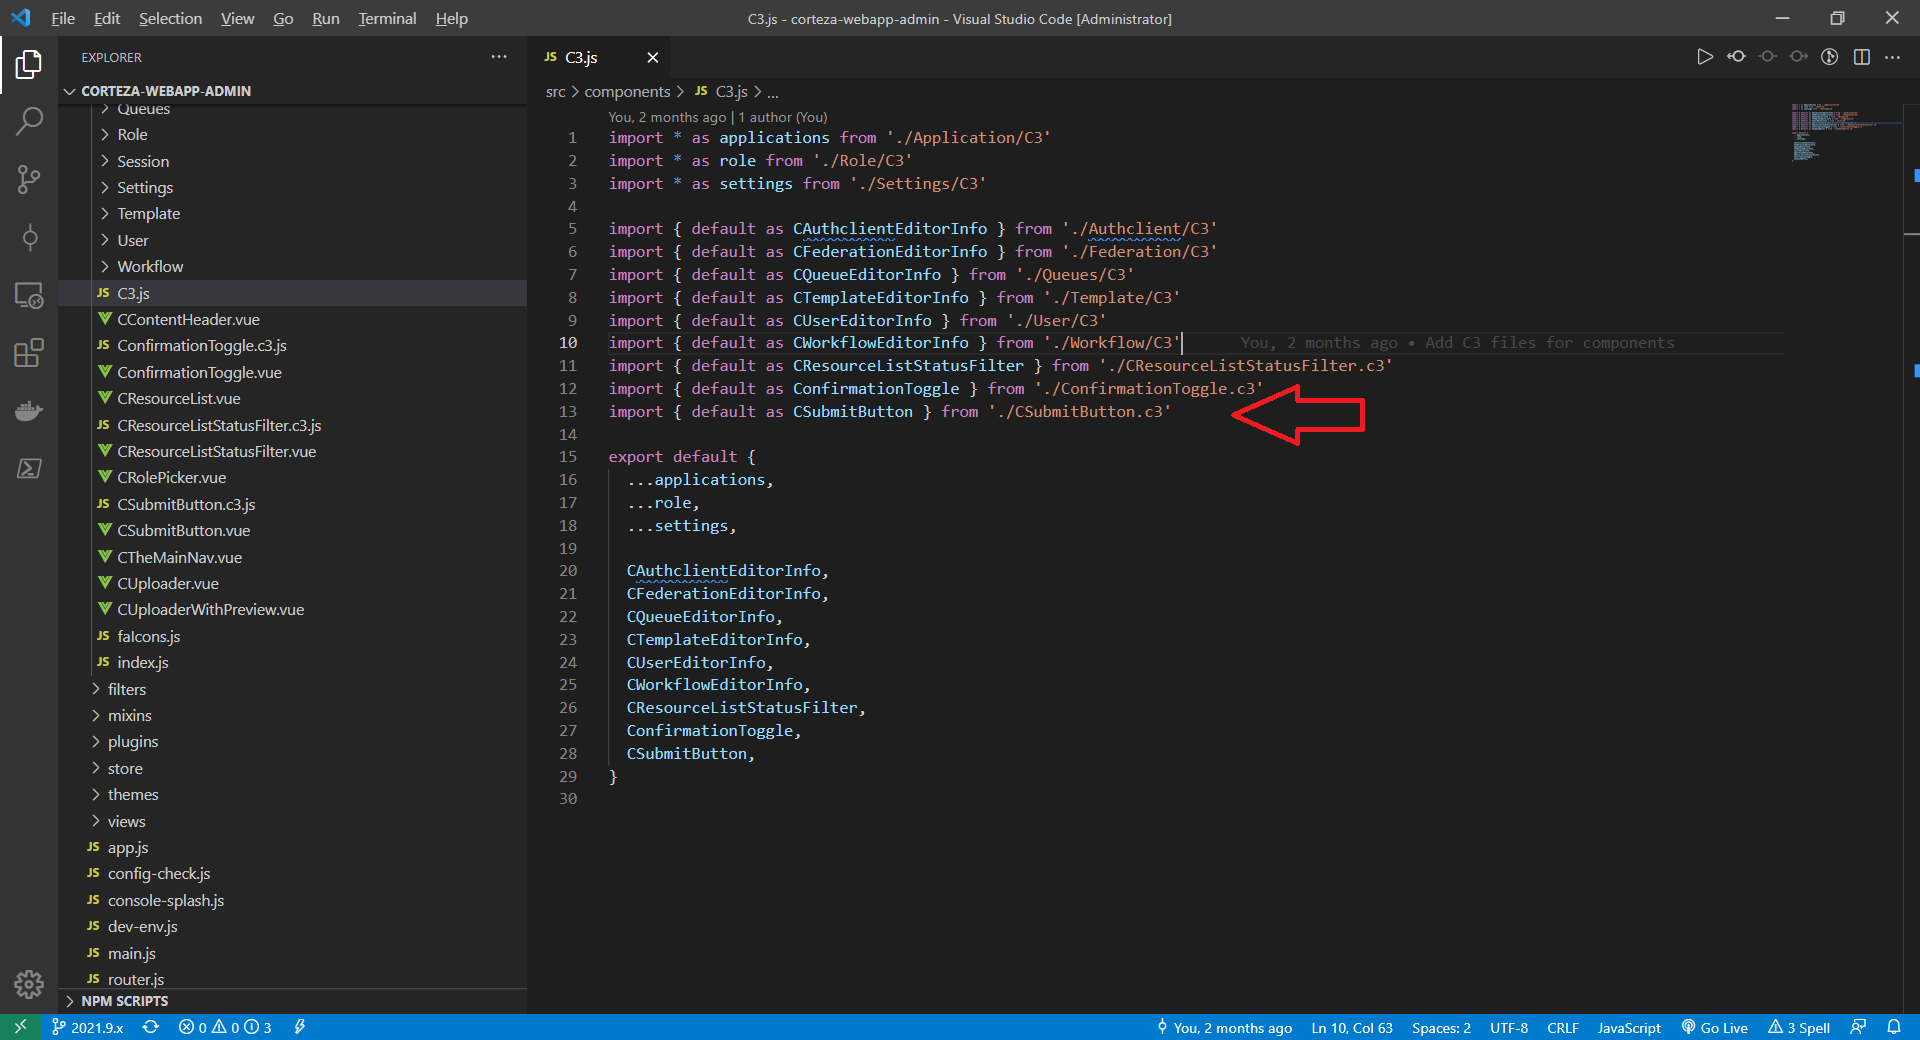 File Edit Selection View Go Run Terminal Help
C3.js - corteza-webapp-admin - Visual Studio Code [Administrator]
EXPLORER
CORTEZA-WEBAPP-ADMIN
Queues
Role
Session
Settings
Template
User
Workflow
JS C3.js
CContentHeader.vue
JS ConfirmationToggle.c3.js
ConfirmationToggle.vue
CResourceList.vue
JS CResourceListStatusFilter.c3.js
CResourceListStatusFilter.vue
CRolePicker.vue
JS CSubmitButton.c3.js
CSubmitButton.vue
CTheMainNav.vue
CUploader.vue
CUploaderWithPreview.vue
JS faIcons.js
JS index.js
filters
mixins
plugins
store
themes
views
JS app.js
JS config-check.js
JS console-splash.js
JS dev-env.js
JS main.js
JS router.js
NPM SCRIPTS
JS C3.js
src > components > JS C3.js > ...
You, 2 months ago | 1 author (You)
1 import * as applications from './Application/C3'
2 import * as role from './Role/C3'
3 import * as settings from './Settings/C3'
4
5 import { default as CAuthclientEditorInfo } from './Authclient/C3'
6 import { default as CFederationEditorInfo } from './Federation/C3'
7 import { default as CQueueEditorInfo } from './Queues/C3'
8 import { default as CTemplateEditorInfo } from './Template/C3'
9 import { default as CUserEditorInfo } from './User/C3'
10 import { default as CWorkflowEditorInfo } from './Workflow/C3' You, 2 months ago • Add C3 files for components
11 import { default as CResourceListStatusFilter } from './CResourceListStatusFilter.c3'
12 import { default as ConfirmationToggle } from './ConfirmationToggle.c3'
13 import { default as CSubmitButton } from './CSubmitButton.c3'
14
15 export default {
16 ...applications,
17 ...role,
18 ...settings,
19
20 CAuthclientEditorInfo,
21 CFederationEditorInfo,
22 CQueueEditorInfo,
23 CTemplateEditorInfo,
24 CUserEditorInfo,
25 CWorkflowEditorInfo,
26 CResourceListStatusFilter,
27 ConfirmationToggle,
28 CSubmitButton,
29 }
30
2021.9.x 0 0 3 You, 2 months ago Ln 10, Col 63 Spaces: 2 UTF-8 CRLF JavaScript Go Live 3 Spell